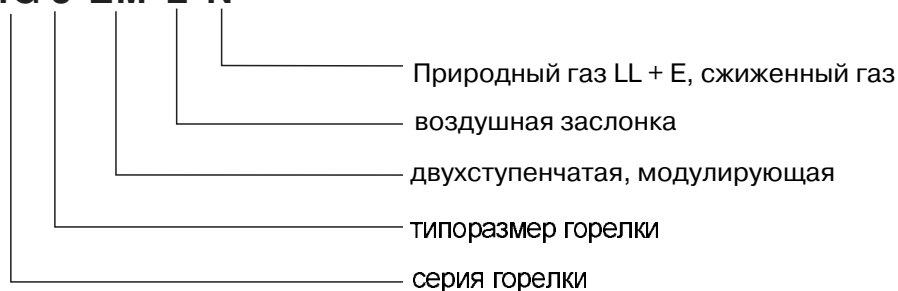 Природный газ LL + E, сжиженный газ
воздушная заслонка
двухступенчатая, модулирующая
типоразмер горелки
серия горелки